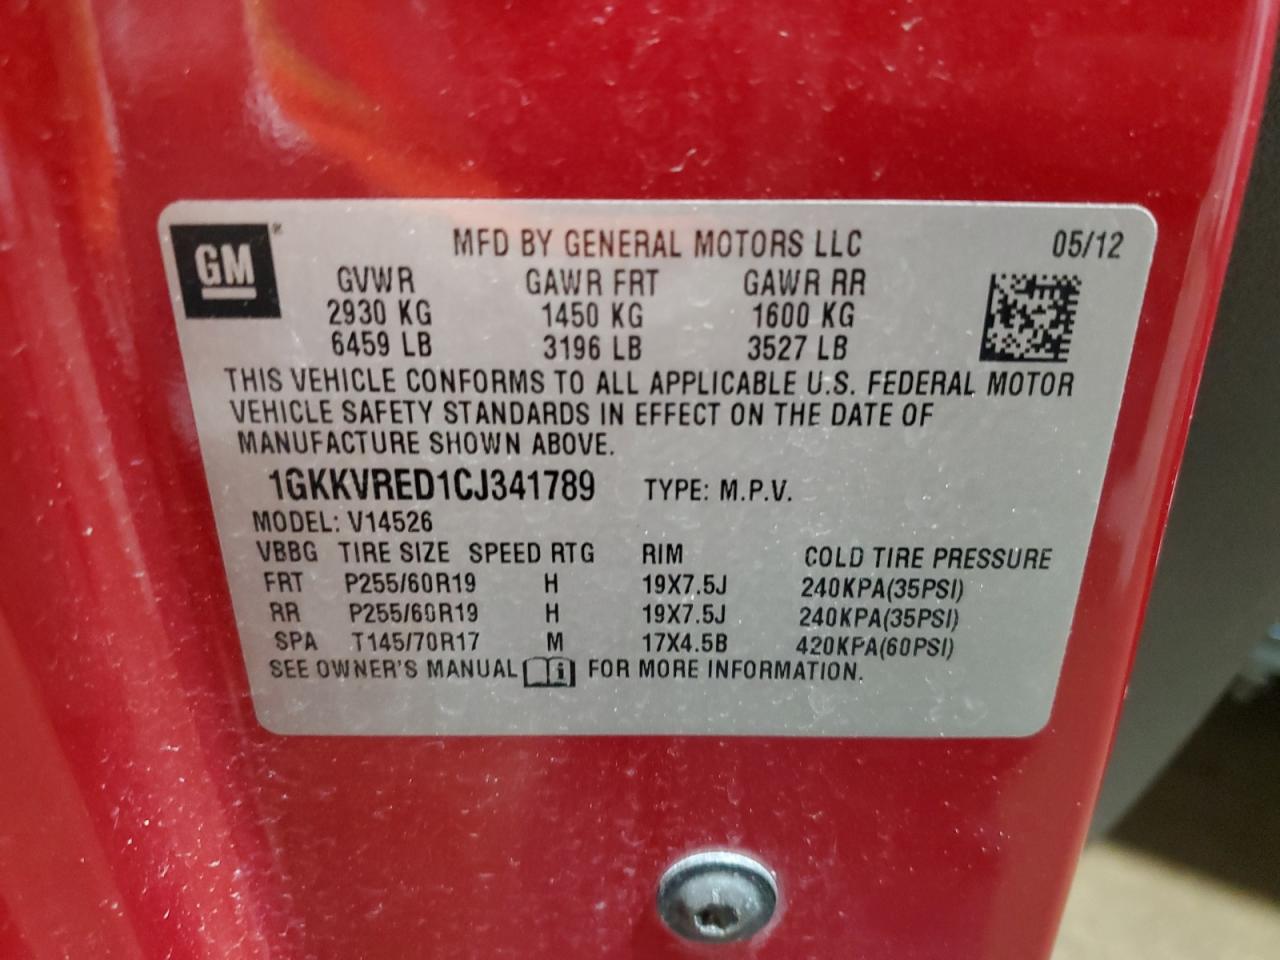 GM
MFD BY GENERAL MOTORS LLC 05/12
GVWR GAWR FRT GAWR RR
2930 KG 1450 KG 1600 KG
6459 LB 3196 LB 3527 LB
THIS VEHICLE CONFORMS TO ALL APPLICABLE U.S. FEDERAL MOTOR
VEHICLE SAFETY STANDARDS IN EFFECT ON THE DATE OF
MANUFACTURE SHOWN ABOVE.
1GKKVRED1CJ341789 TYPE: M.P.V.
MODEL: V14526
VBBG TIRE SIZE SPEED RTG RIM COLD TIRE PRESSURE
FRT P255/60R19 H 19X7.5J 240KPA(35PSI)
RR P255/60R19 H 19X7.5J 240KPA(35PSI)
SPA T145/70R17 M 17X4.5B 420KPA(60PSI)
SEE OWNER'S MANUAL i FOR MORE INFORMATION.